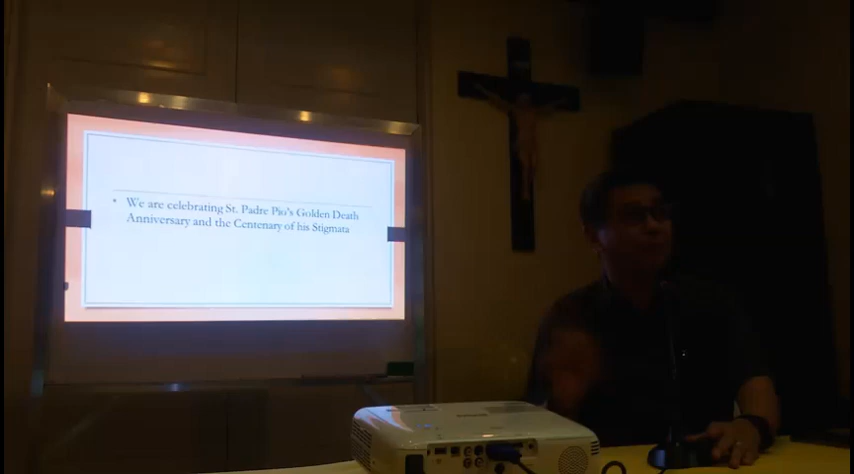 • We are celebrating St. Padre Pio's Golden Death
Anniversary and the Centenary of his Stigmata